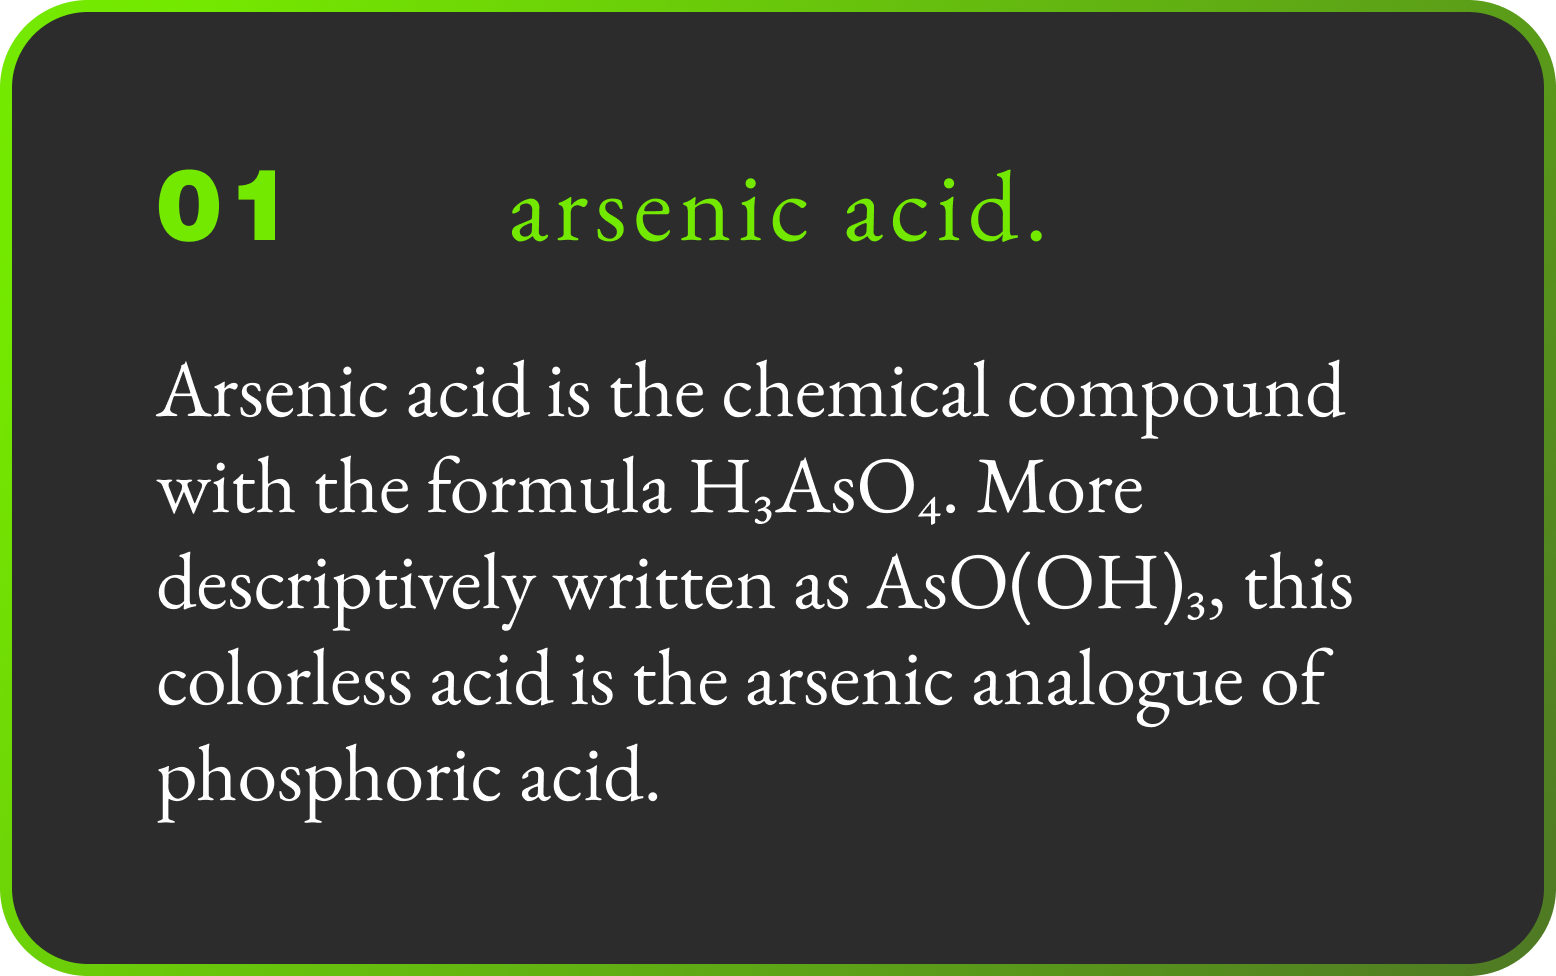 01 arsenic acid.
Arsenic acid is the chemical compound
with the formula H₃AsO₄. More
descriptively written as AsO(OH)₃, this
colorless acid is the arsenic analogue of
phosphoric acid.